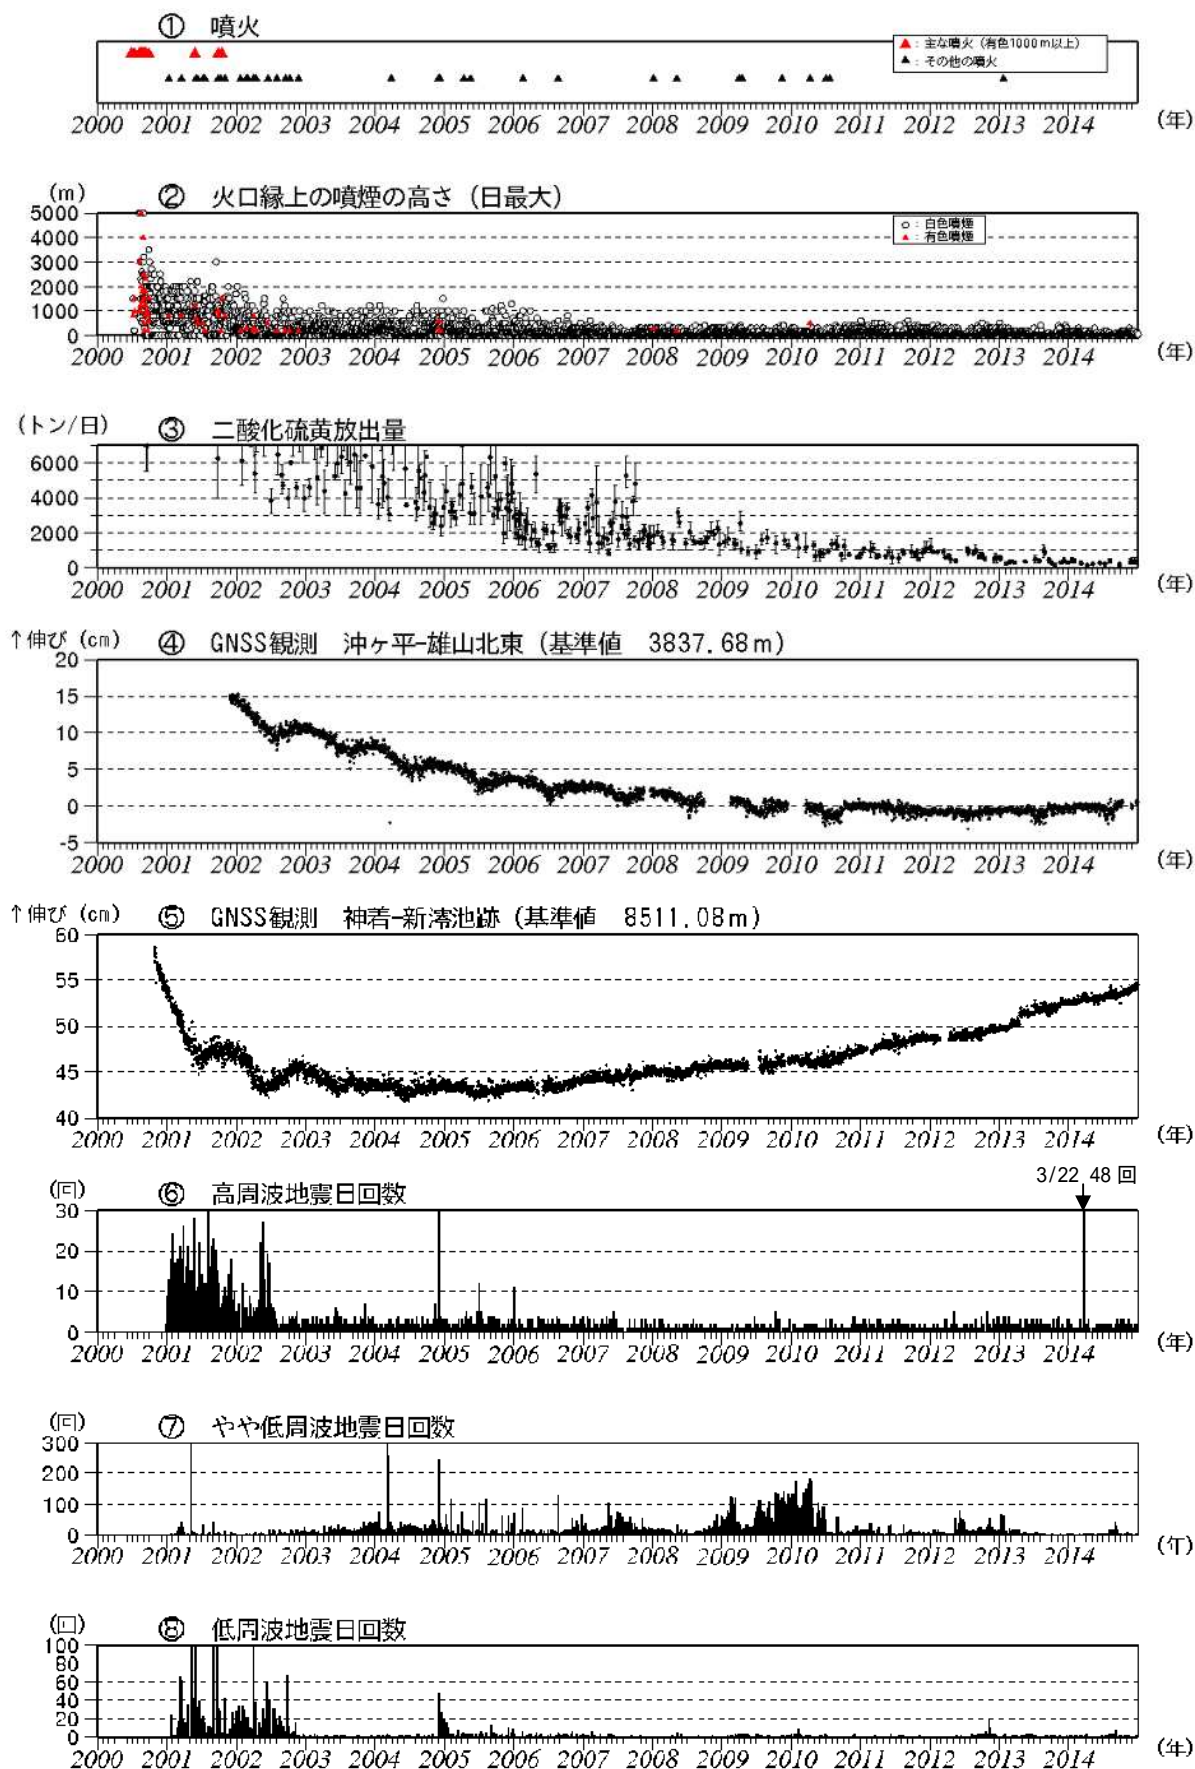 ① 噴火
▲：主な噴火（有色1000m以上）
▲：その他の噴火
2000 2001 2002 2003 2004 2005 2006 2007 2008 2009 2010 2011 2012 2013 2014 (年)
(m) ② 火口縁上の噴煙の高さ（日最大）
○：白色噴煙
▲：有色噴煙
5000
4000
3000
2000
1000
0
2000 2001 2002 2003 2004 2005 2006 2007 2008 2009 2010 2011 2012 2013 2014 (年)
(トン/日) ③ 二酸化硫黄放出量
6000
4000
2000
0
2000 2001 2002 2003 2004 2005 2006 2007 2008 2009 2010 2011 2012 2013 2014 (年)
↑伸び (cm) ④ GNSS観測 沖ヶ平-雄山北東（基準値 3837.68m）
20
15
10
5
0
-5
2000 2001 2002 2003 2004 2005 2006 2007 2008 2009 2010 2011 2012 2013 2014 (年)
↑伸び (cm) ⑤ GNSS観測 神着-新澪池跡（基準値 8511.08m）
60
55
50
45
40
2000 2001 2002 2003 2004 2005 2006 2007 2008 2009 2010 2011 2012 2013 2014 (年)
3/22 48 回
(回) ⑥ 高周波地震日回数
30
20
10
0
2000 2001 2002 2003 2004 2005 2006 2007 2008 2009 2010 2011 2012 2013 2014 (年)
(回) ⑦ やや低周波地震日回数
300
200
100
0
2000 2001 2002 2003 2004 2005 2006 2007 2008 2009 2010 2011 2012 2013 2014 (年)
(回) ⑧ 低周波地震日回数
100
80
60
40
20
0
2000 2001 2002 2003 2004 2005 2006 2007 2008 2009 2010 2011 2012 2013 2014 (年)